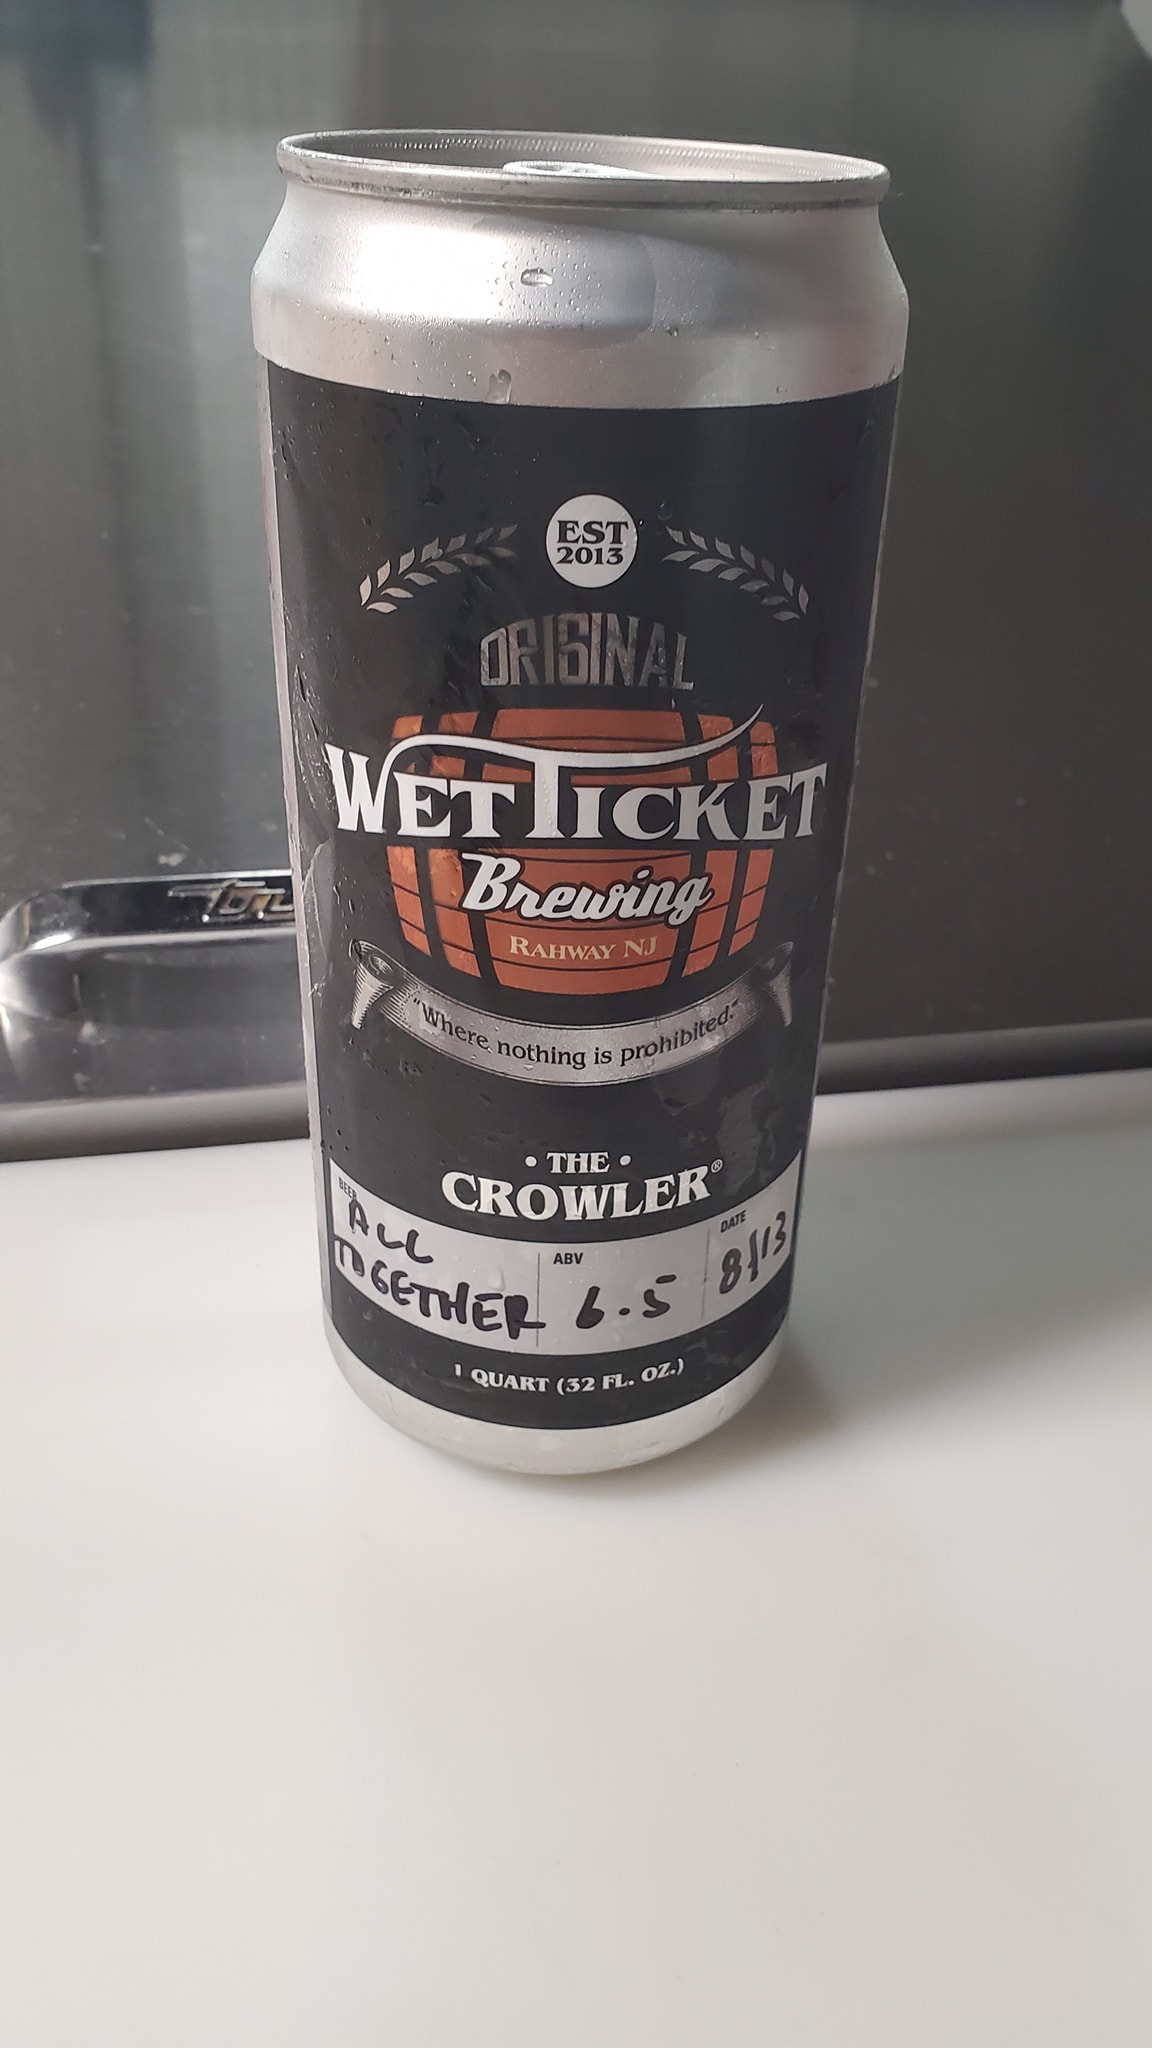 EST
2013
ORIGINAL
WET TICKET
Brewing
RAHWAY NJ
"Where nothing is prohibited."
• THE •
CROWLER®
BEER
ALL
TOGETHER
ABV
6.5
DATE
8/13
1 QUART (32 FL. OZ.)